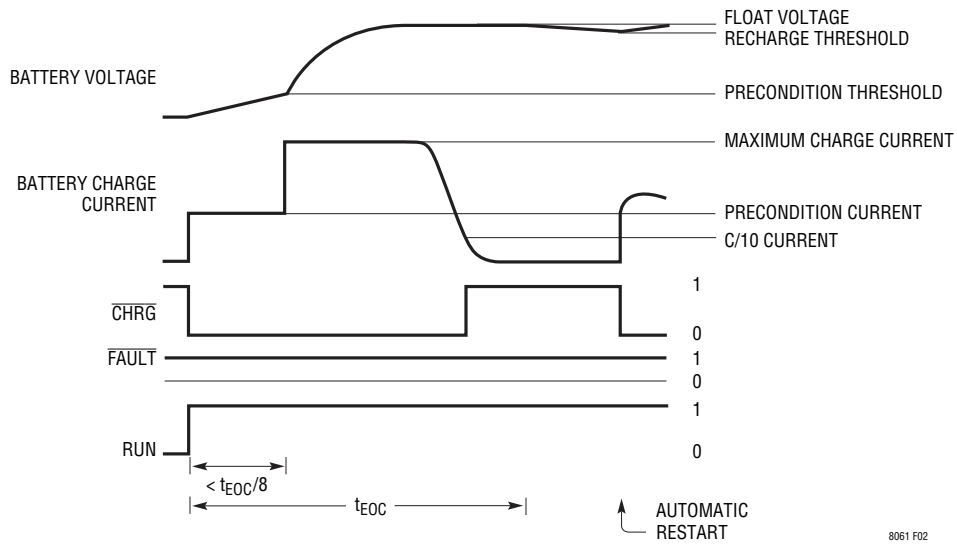 FLOAT VOLTAGE
RECHARGE THRESHOLD
BATTERY VOLTAGE
PRECONDITION THRESHOLD
MAXIMUM CHARGE CURRENT
BATTERY CHARGE
CURRENT
PRECONDITION CURRENT
C/10 CURRENT
1
CHRG
0
FAULT
1
0
1
RUN
0
< tEOC/8
tEOC
AUTOMATIC
RESTART
8061 F02